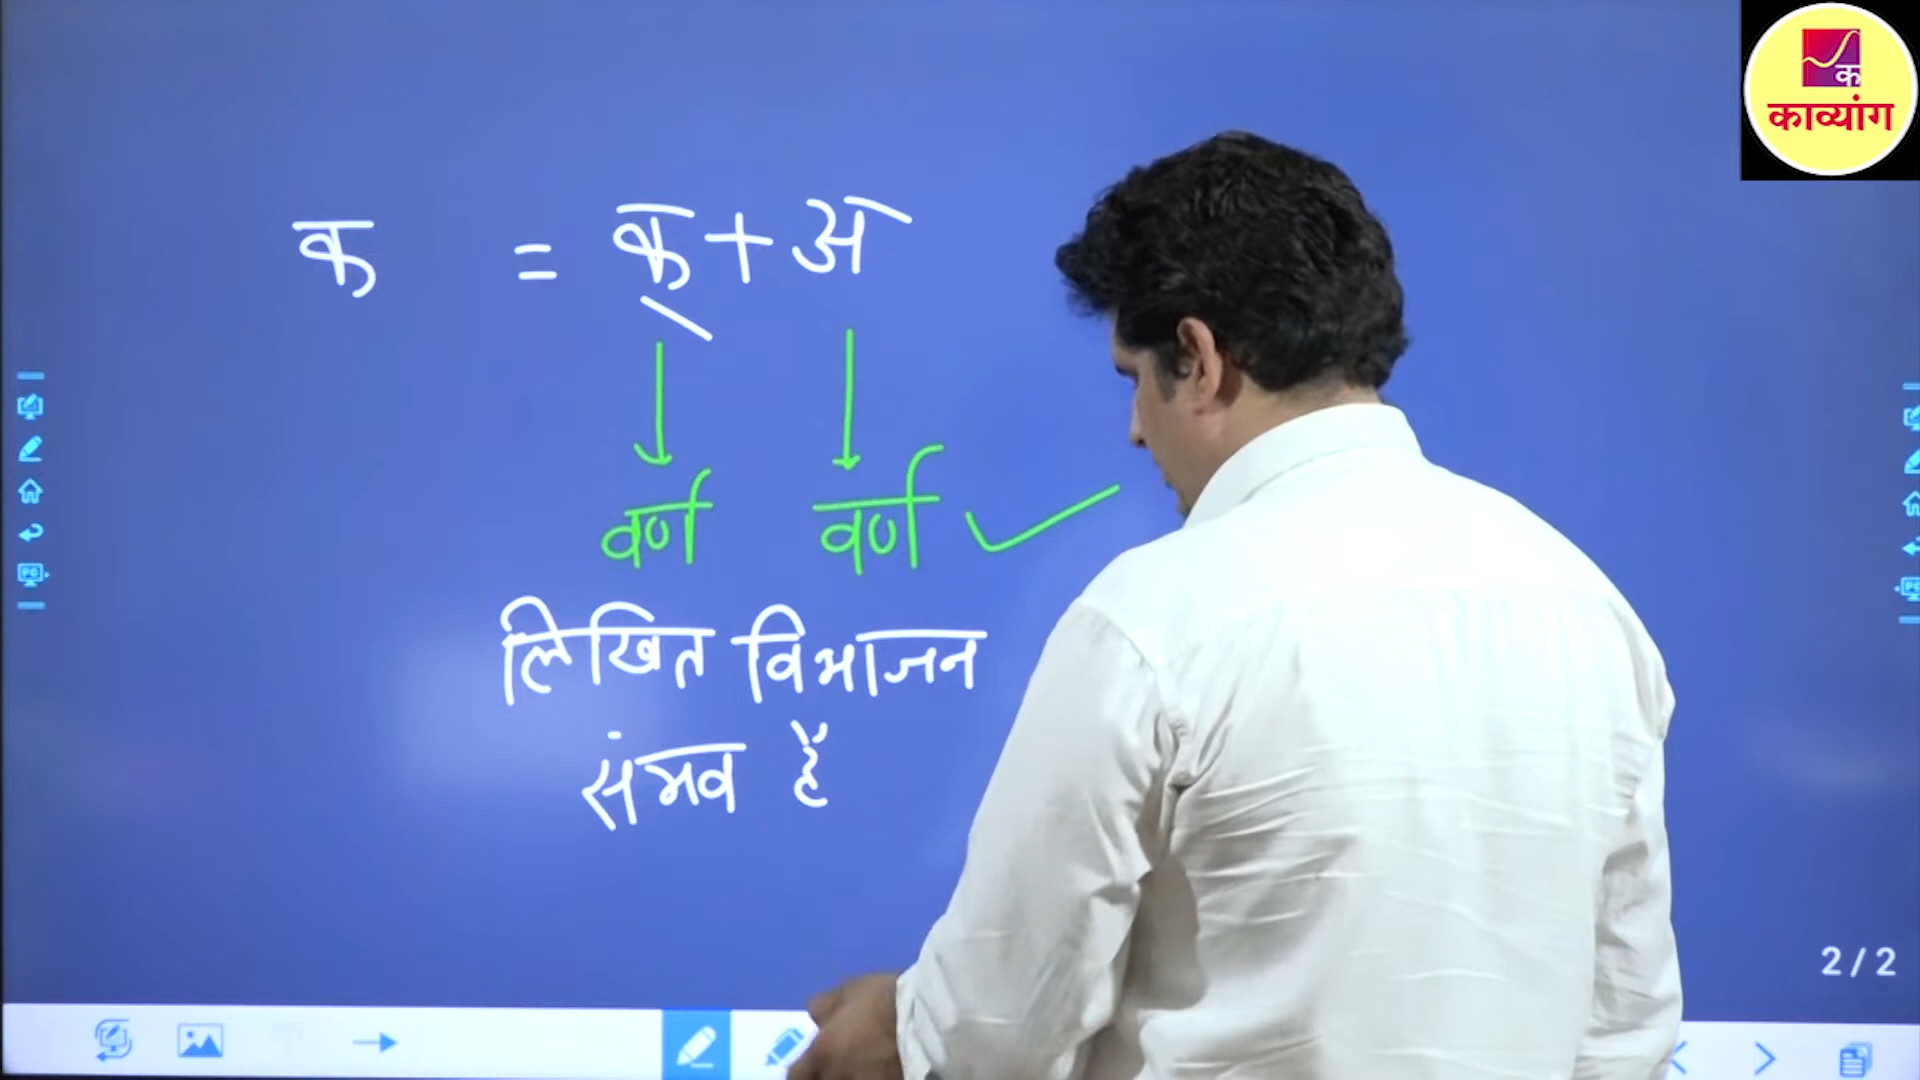 क
काव्यांग
क = क् + अ
वर्ण वर्ण
लिखित विभाजन
संभव है
2/2